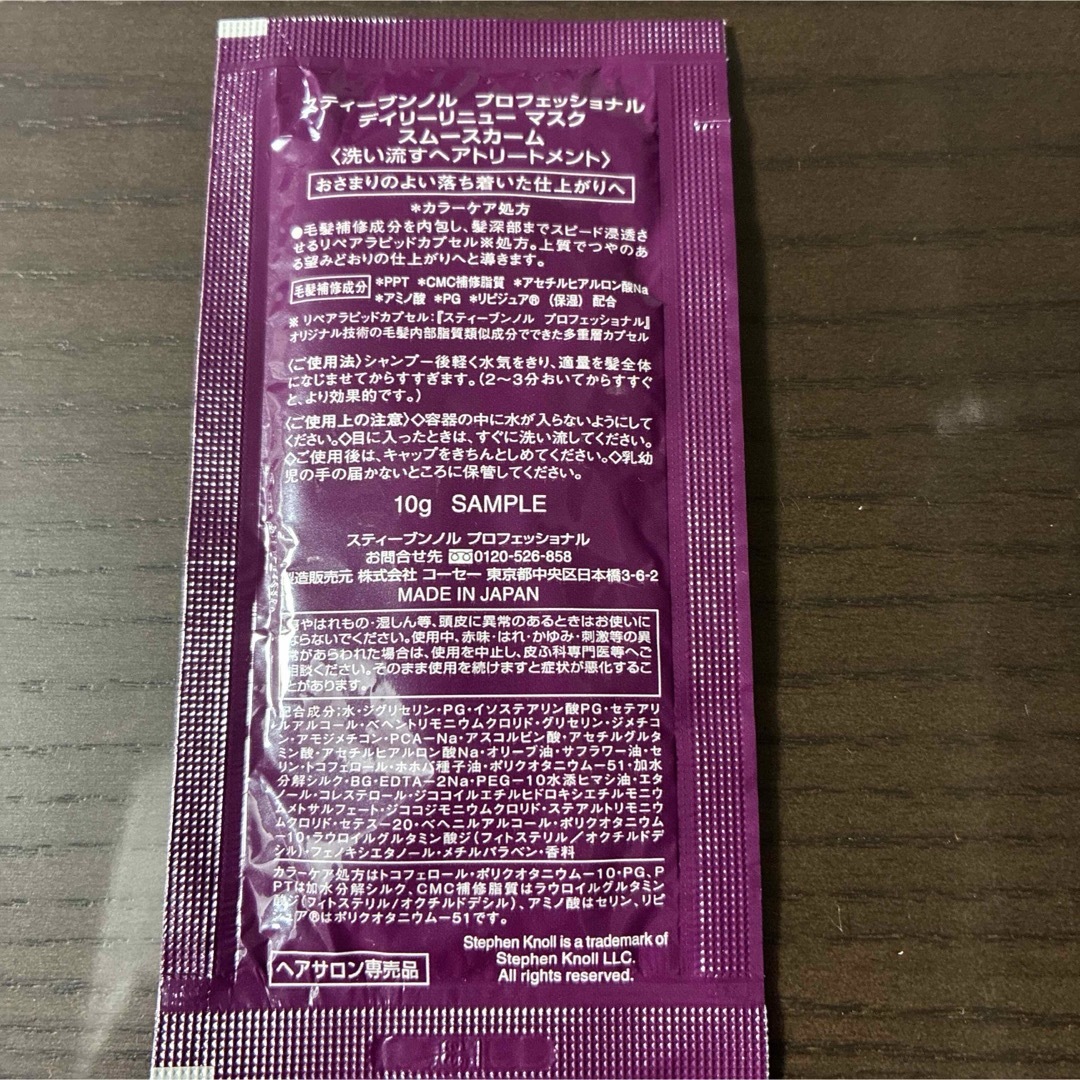 スティーブンノル プロフェッショナル
デイリーリニュー マスク
スムースカーム
〈洗い流すヘアトリートメント〉
おさまりのよい落ち着いた仕上がりへ
*カラーケア処方
●毛髪補修成分を内包し、髪深部までスピード浸透さ
せるリペアラピッドカプセル※処方。上質でつやのあ
る望みどおりの仕上がりへと導きます。
毛髪補修成分 *PPT *CMC補修脂質 *アセチルヒアルロン酸Na
*アミノ酸 *PG *リピジュア® (保湿) 配合
※ リペアラピッドカプセル:『スティーブンノル プロフェッショナル』
オリジナル技術の毛髪内部脂質類似成分でできた多重層カプセル
〈ご使用法〉シャンプー後軽く水気をきり、適量を髪全体
になじませてからすすぎます。(2〜3分おいてからすすぐ
と、より効果的です。)
〈ご使用上の注意〉◇容器の中に水が入らないようにして
ください。◇目に入ったときは、すぐに洗い流してください。
◇ご使用後は、キャップをきちんとしめてください。◇乳幼
児の手の届かないところに保管してください。
10g SAMPLE
スティーブンノル プロフェッショナル
お問合せ先 0120-526-858
製造販売元 株式会社 コーセー 東京都中央区日本橋3-6-2
MADE IN JAPAN
やはれもの・湿しん等、頭皮に異常のあるときはお使いに
ならないでください。使用中、赤味・はれ・かゆみ・刺激等の異
常があらわれた場合は、使用を中止し、皮ふ科専門医等へご
相談ください。そのまま使用を続けますと症状が悪化するこ
とがあります。
配合成分:水・ジグリセリン・PG・イソステアリン酸PG・セテアリ
ルアルコール・ベヘントリモニウムクロリド・グリセリン・ジメチコ
ン・アモジメチコン・PCA-Na・アスコルビン酸・アセチルグルタ
ミン酸・アセチルヒアルロン酸Na・オリーブ油・サフラワー油・セ
リン・トコフェロール・ホホバ種子油・ポリクオタニウム-51・加水
分解シルク・BG・EDTA-2Na・PEG-10水添ヒマシ油・エタ
ノール・コレステロール・ジココイルエチルヒドロキシエチルモニウ
ムメトサルフェート・ジココジモニウムクロリド・ステアルトリモニウ
ムクロリド・セテス-20・ベヘニルアルコール・ポリクオタニウム
-10・ラウロイルグルタミン酸ジ(フィトステリル/オクチルドデ
シル)・フェノキシエタノール・メチルパラベン・香料
カラーケア処方はトコフェロール・ポリクオタニウム-10・PG、P
PTは加水分解シルク、CMC補修脂質はラウロイルグルタミン
酸ジ(フィトステリル/オクチルドデシル)、アミノ酸はセリン、リピ
ジュア®はポリクオタニウム-51です。
Stephen Knoll is a trademark of
Stephen Knoll LLC.
All rights reserved.
ヘアサロン専売品